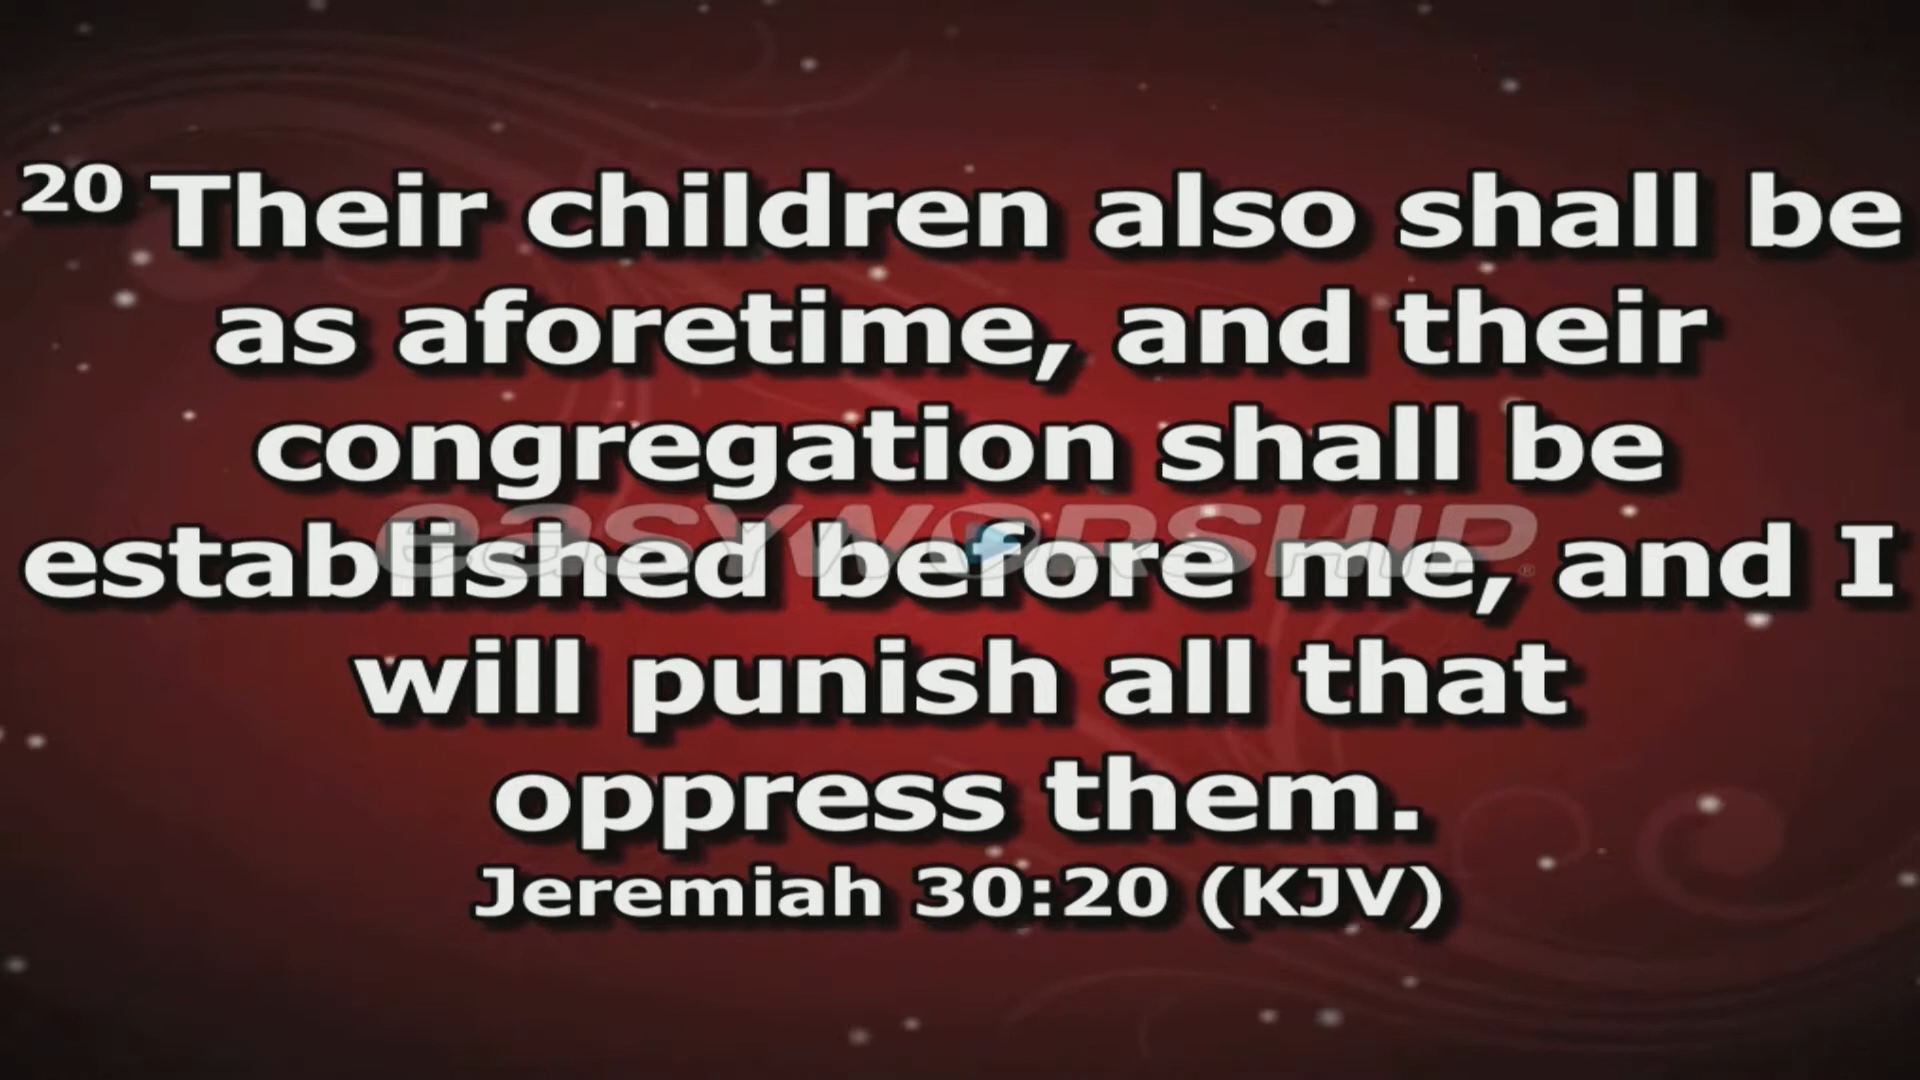 20 Their children also shall be
as aforetime, and their
congregation shall be
established before me, and I
will punish all that
oppress them.
Jeremiah 30:20 (KJV)
easyworship®